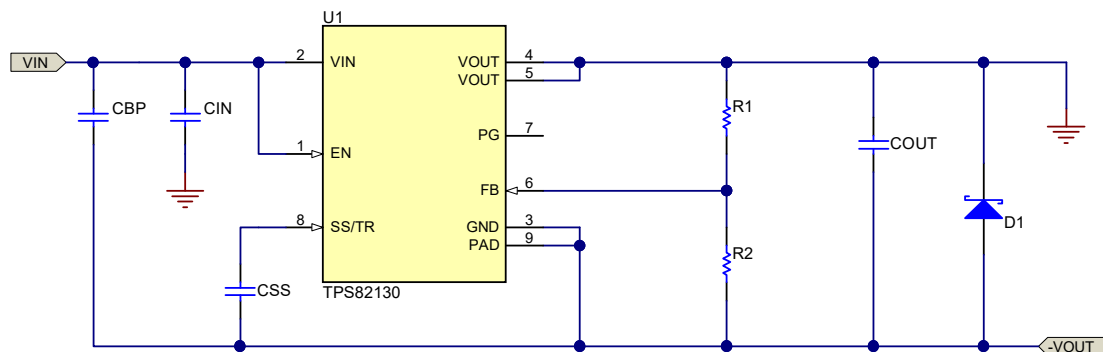 U1
VIN
2
VIN
VOUT
4
VOUT
5
CBP
CIN
R1
PG
7
COUT
1
EN
FB
6
8
SS/TR
GND
3
PAD
9
D1
R2
CSS
TPS82130
-VOUT